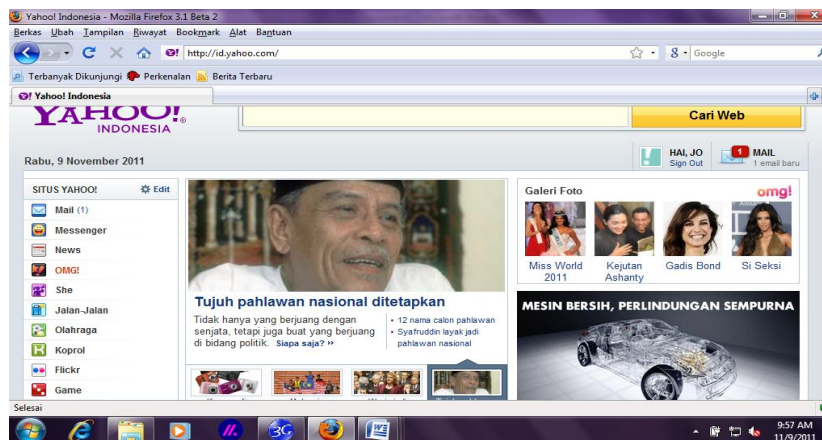 Yahoo! Indonesia - Mozilla Firefox 3.1 Beta 2
Berkas Ubah Tampilan Riwayat Bookmark Alat Bantuan
http://id.yahoo.com/
Google
Terbanyak Dikunjungi Perkenalan Berita Terbaru
Yahoo! Indonesia
YAHOO!
INDONESIA
Cari Web
Rabu, 9 November 2011
HAI, JO
Sign Out
1
MAIL
1 email baru
SITUS YAHOO!
Edit
Mail (1)
Messenger
News
OMG!
She
Jalan-Jalan
Olahraga
Koprol
Flickr
Game
Tujuh pahlawan nasional ditetapkan
Tidak hanya yang berjuang dengan
senjata, tetapi juga buat yang berjuang
di bidang politik. Siapa saja? »
• 12 nama calon pahlawan
• Syafruddin layak jadi
pahlawan nasional
Galeri Foto
omg!
Miss World
2011
Kejutan
Ashanty
Gadis Bond
Si Seksi
MESIN BERSIH, PERLINDUNGAN SEMPURNA
Selesai
3G
9:57 AM
11/9/2011